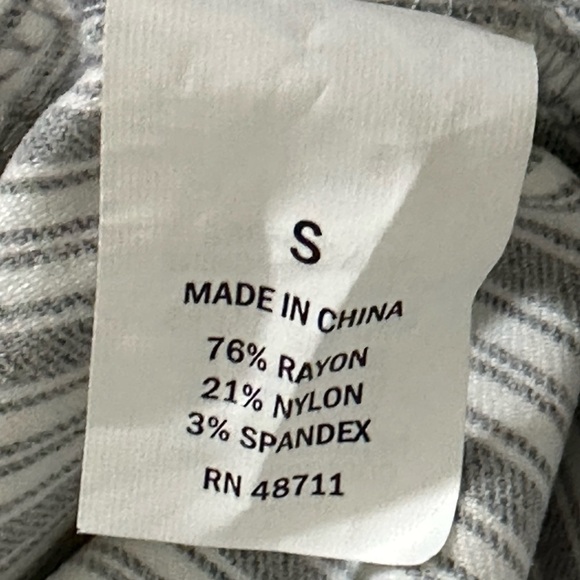 S
MADE IN CHINA
76% RAYON
21% NYLON
3% SPANDEX
RN 48711